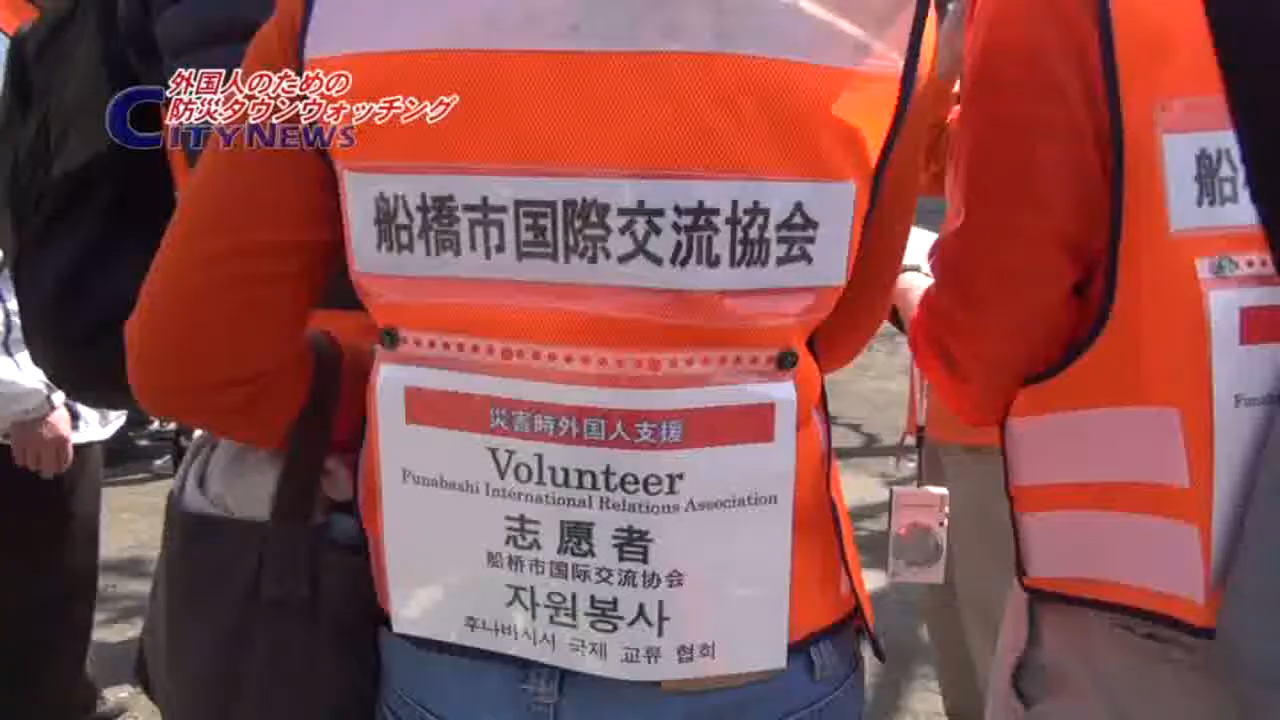 外国人のための
防災タウンウォッチング
CITYNEWS
船橋市国際交流協会
災害時外国人支援
Volunteer
Funabashi International Relations Association
志愿者
船桥市国际交流协会
자원봉사
후나바시시 국제 교류 협회
船